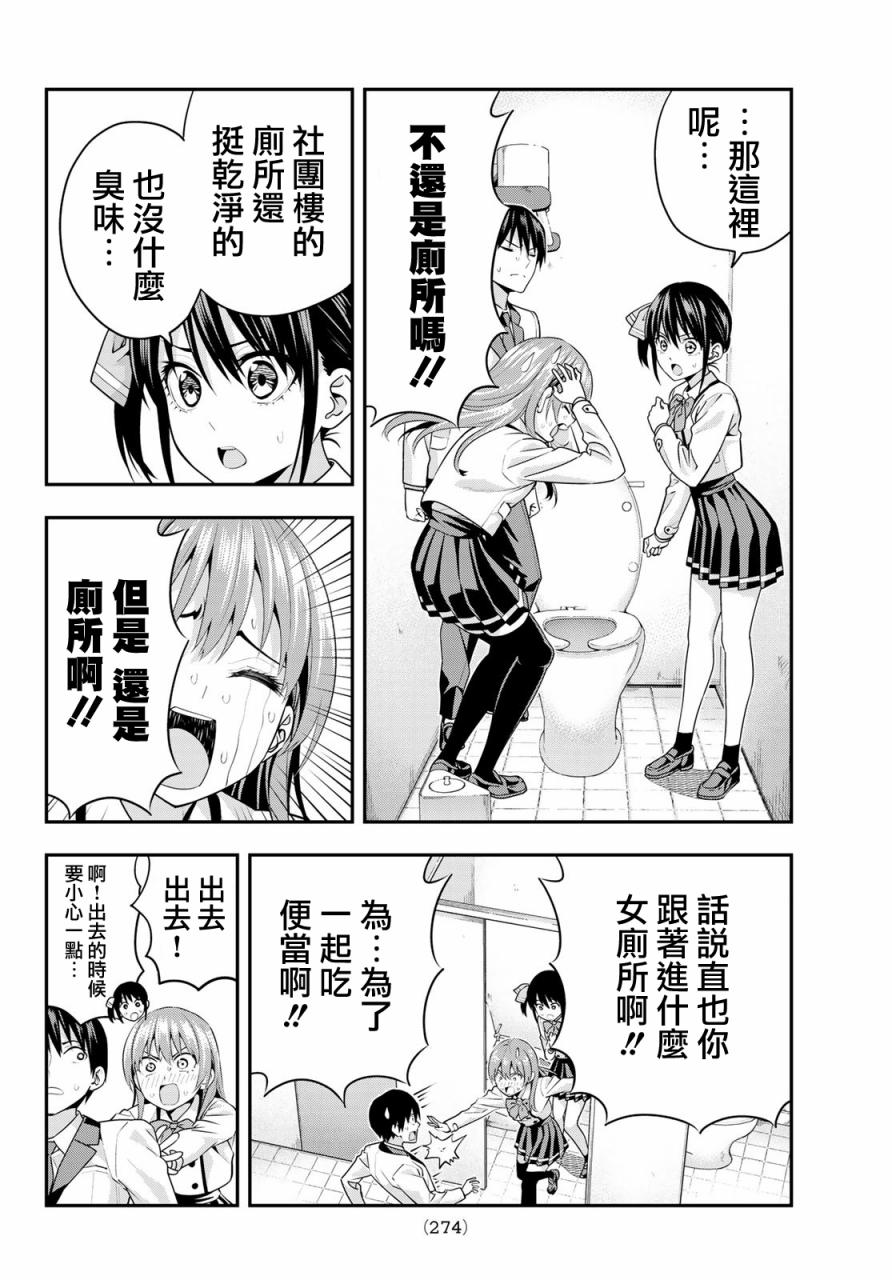 …那這裡
呢…
不還是廁所嗎!!
社團樓的
廁所還
挺乾淨的
也沒什麼
臭味…
但是 還是
廁所啊!!
話說直也你
跟著進什麼
女廁所啊!!
為…為了
一起吃
便當啊!!
出去
出去!
啊!出去的時候
要小心一點…
(274)